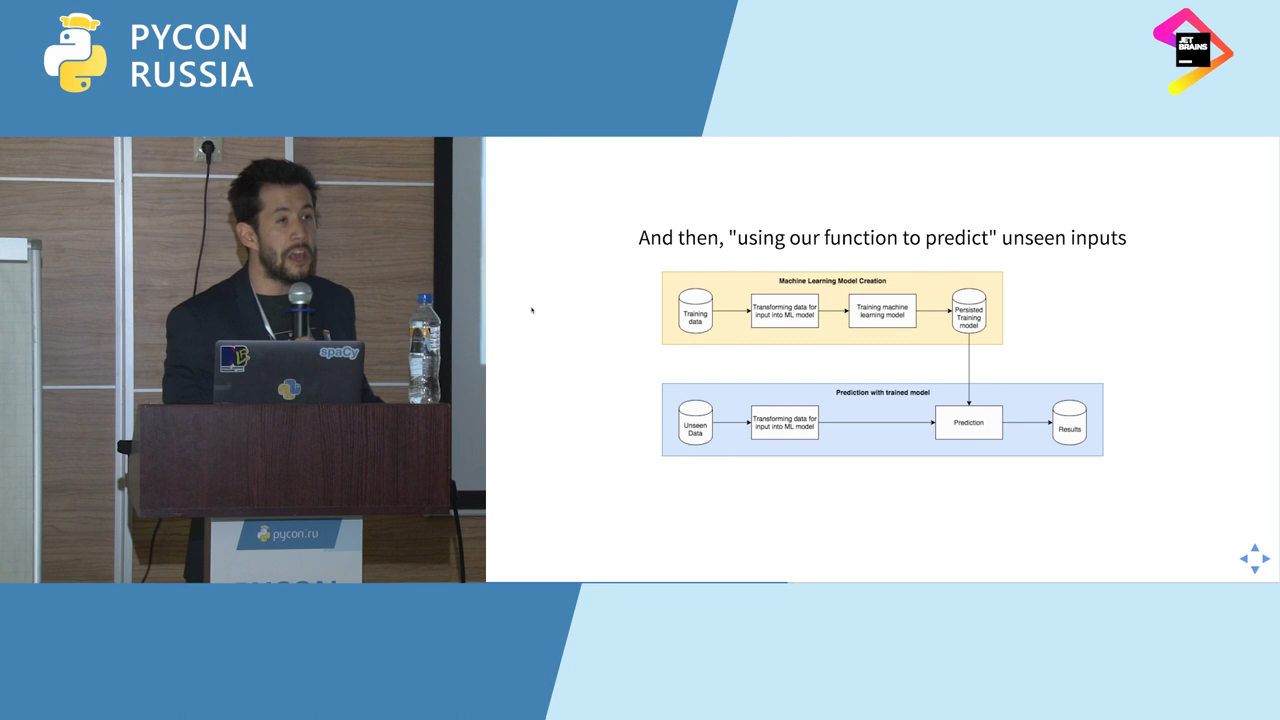 PYCON
RUSSIA
JET
BRAINS
And then, "using our function to predict" unseen inputs
Machine Learning Model Creation
Training
data
Transforming data for
input into ML model
Training machine
learning model
Persisted
Training
model
Prediction with trained model
Unseen
Data
Transforming data for
input into ML model
Prediction
Results
spaCy
pycon.ru
PYCON